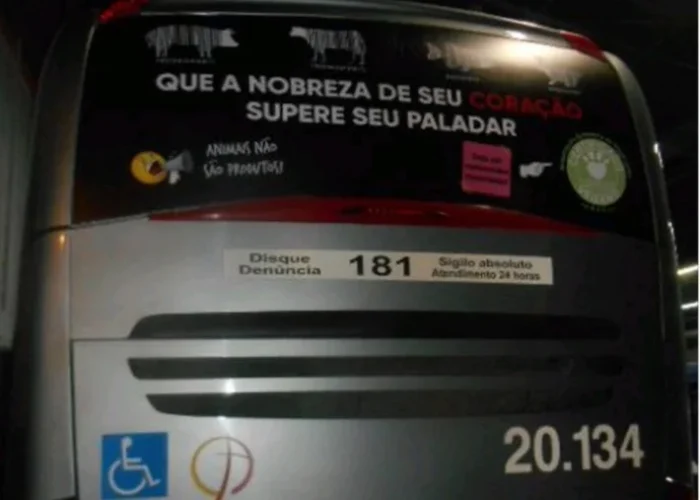 QUE A NOBREZA DE SEU CORAÇÃO
SUPERE SEU PALADAR
ANIMAIS NÃO
SÃO PRODUTOS!
Disque
Denúncia
181
Sigilo absoluto
Atendimento 24 horas
20.134